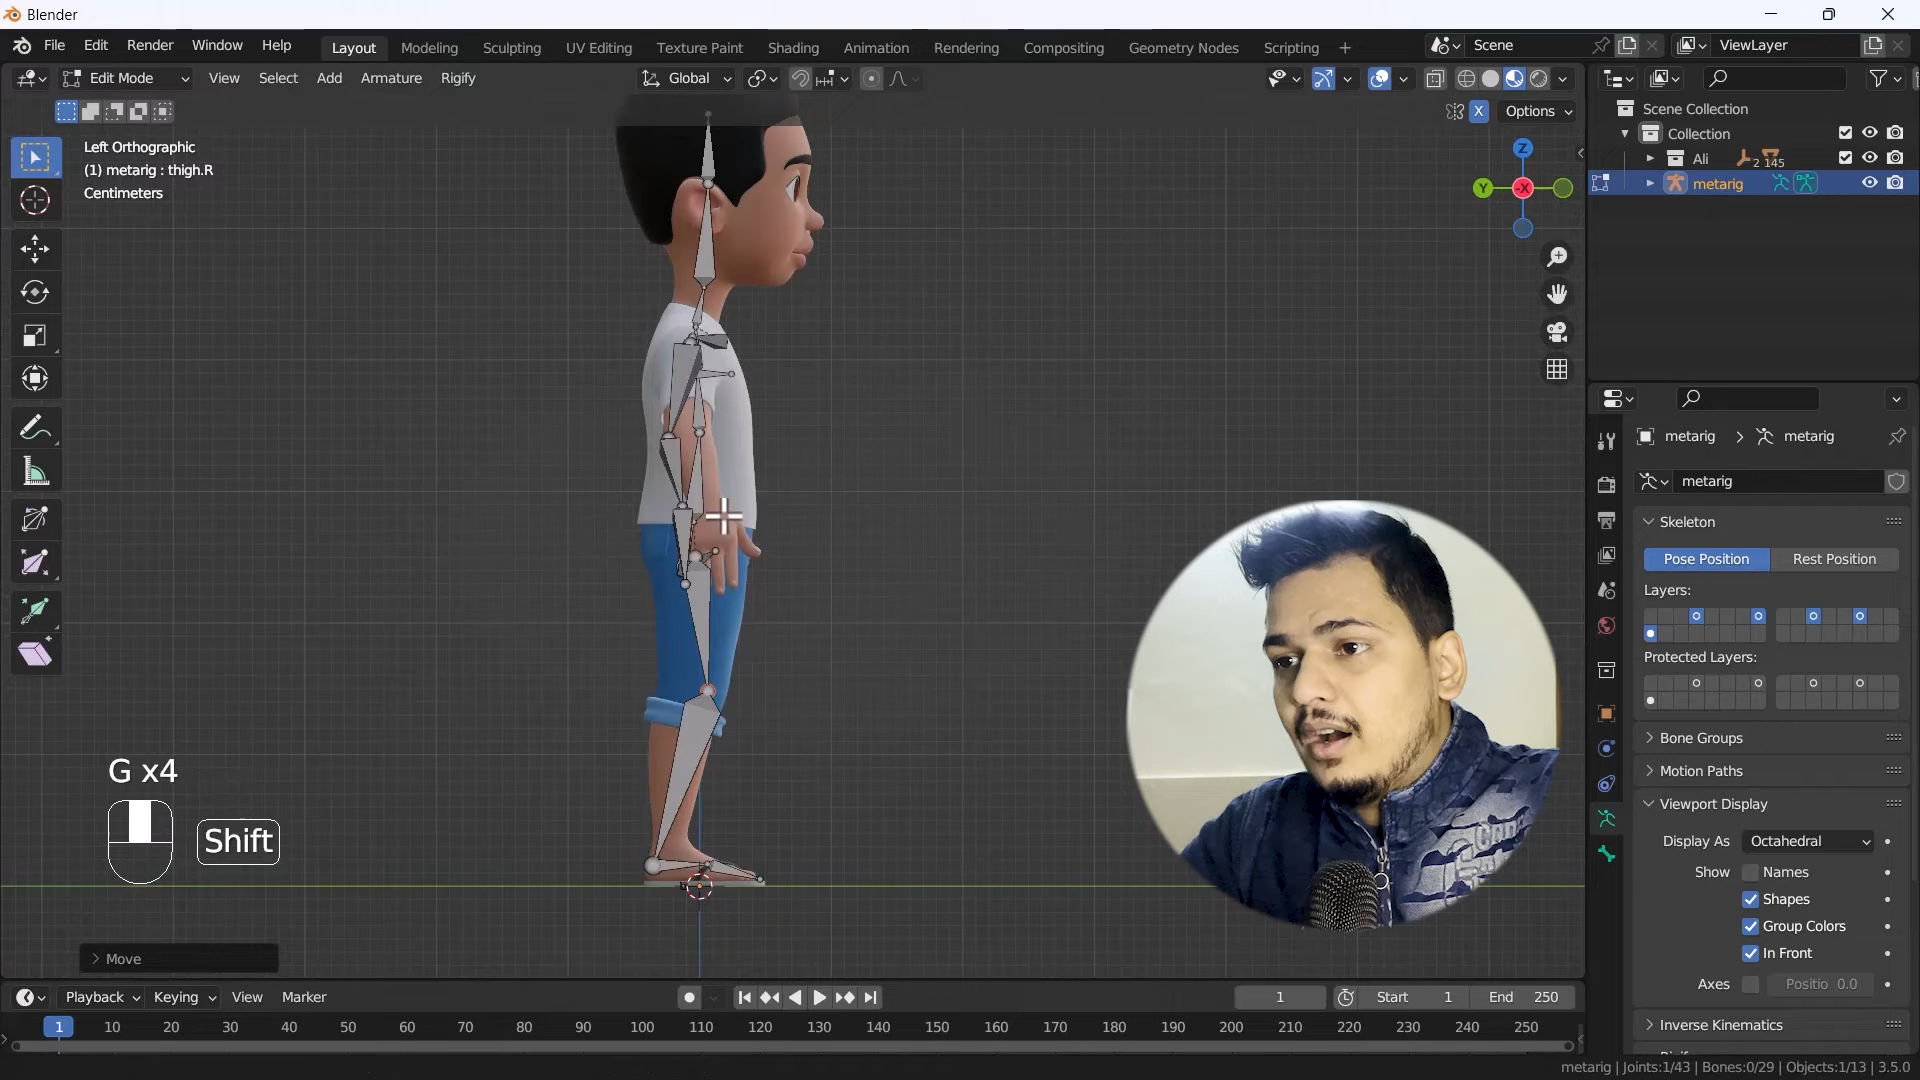 Blender
File Edit Render Window Help
Layout Modeling Sculpting UV Editing Texture Paint Shading Animation Rendering Compositing Geometry Nodes Scripting +
Scene
ViewLayer
Edit Mode View Select Add Armature Rigify
Global
X Options
Left Orthographic
(1) metarig : thigh.R
Centimeters
Z
Y
-X
Scene Collection
Collection
Ali 2 145
metarig
metarig > metarig
metarig
Skeleton
Pose Position Rest Position
Layers:
Protected Layers:
Bone Groups
Motion Paths
Viewport Display
Display As Octahedral
Show Names
Shapes
Group Colors
In Front
Axes Positio 0.0
Inverse Kinematics
G x4
Shift
Move
Playback Keying View Marker
1 Start 1 End 250
1 10 20 30 40 50 60 70 80 90 100 110 120 130 140 150 160 170 180 190 200 210 220 230 240 250
metarig | Joints:1/43 | Bones:0/29 | Objects:1/13 | 3.5.0